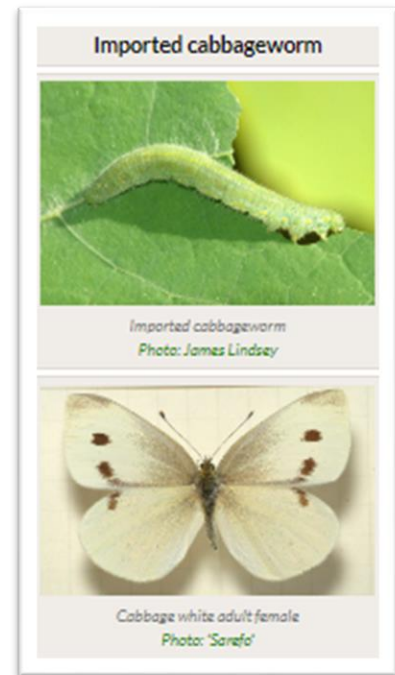 Imported cabbageworm
Imported cabbageworm
Photo: James Lindsey
Cabbage white adult female
Photo: 'Sarefo'